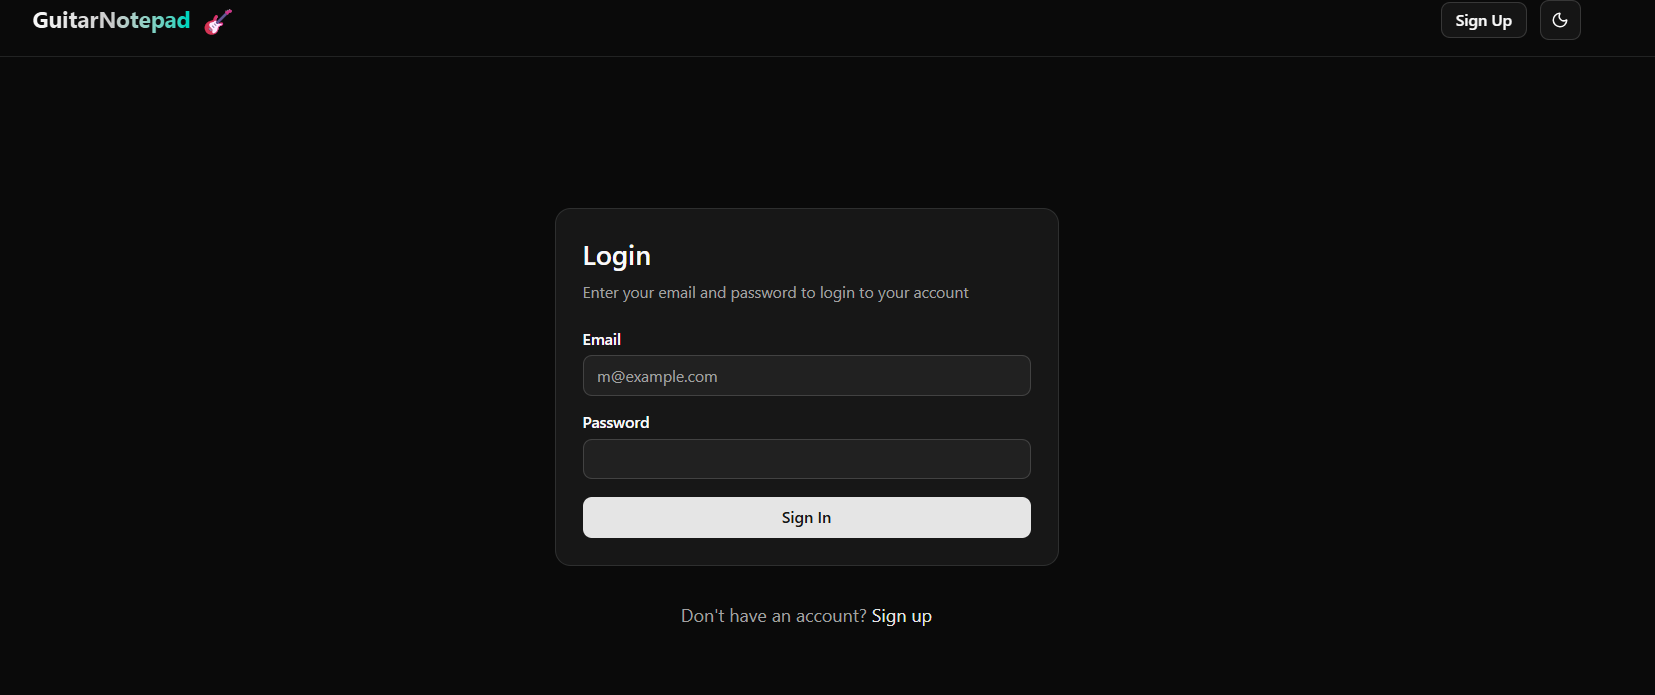 GuitarNotepad
Sign Up
Login
Enter your email and password to login to your account
Email
m@example.com
Password
Sign In
Don't have an account? Sign up